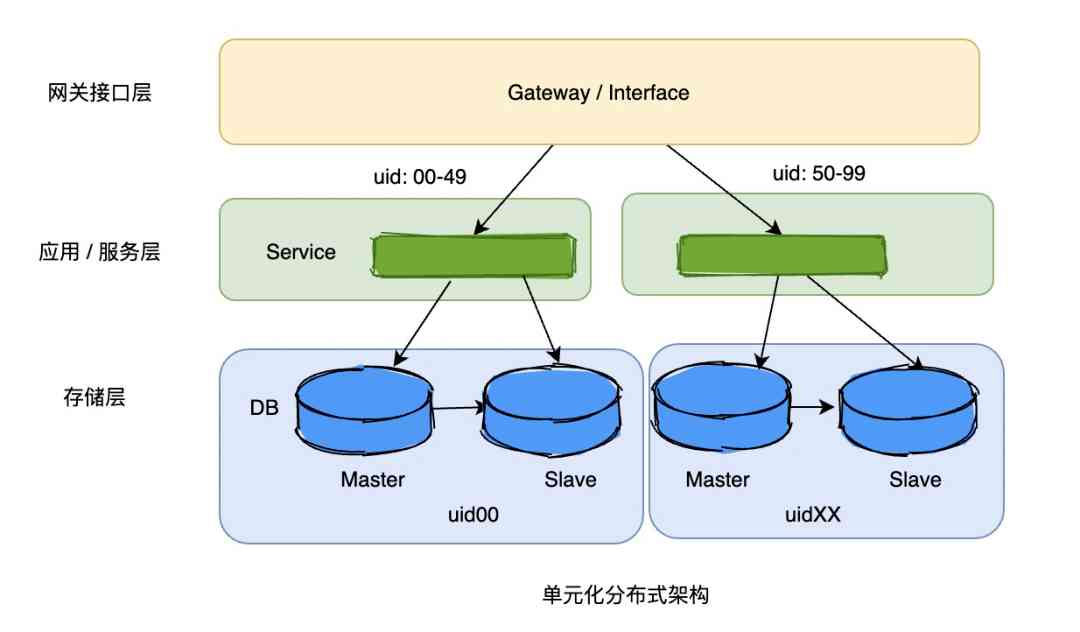 网关接口层
Gateway / Interface
uid: 00-49
uid: 50-99
应用 / 服务层
Service
存储层
DB
Master
Slave
Master
Slave
uid00
uidXX
单元化分布式架构